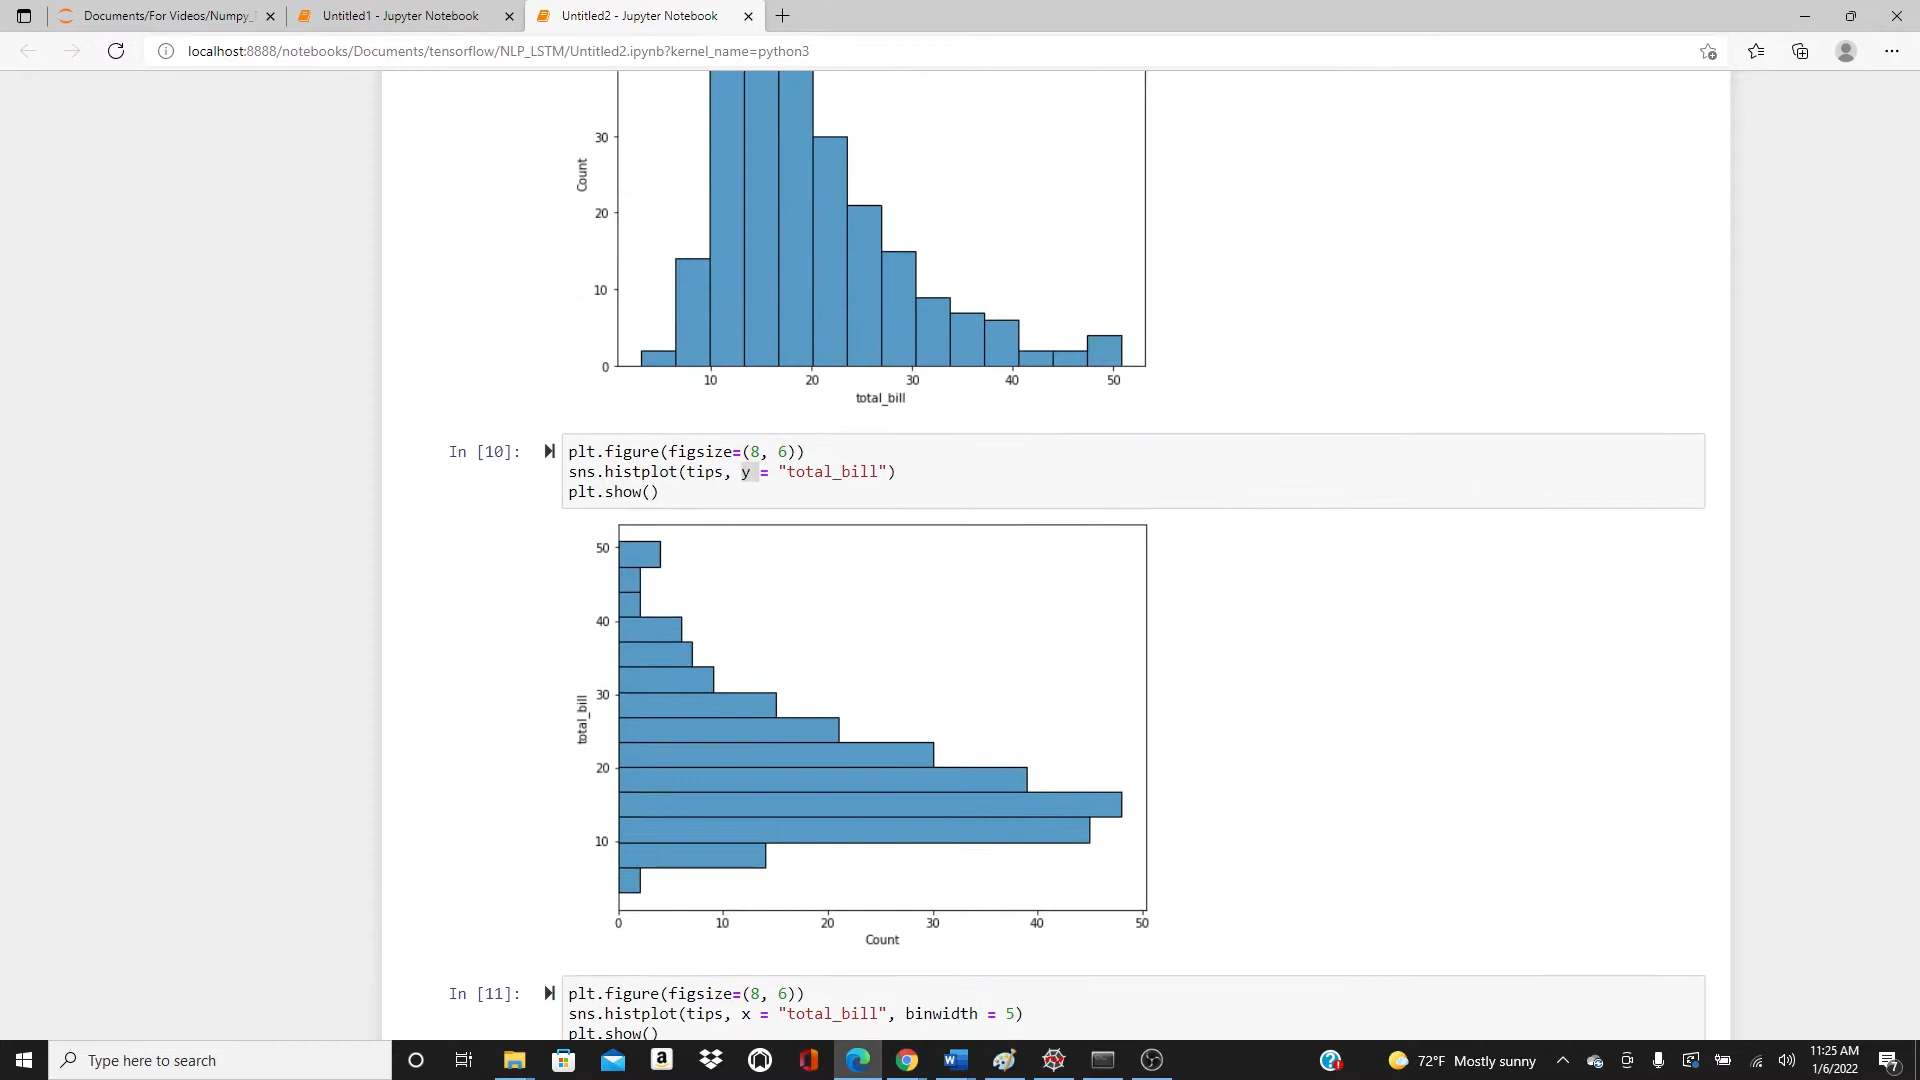 Documents/For Videos/Numpy_
Untitled1 - Jupyter Notebook
Untitled2 - Jupyter Notebook
localhost:8888/notebooks/Documents/tensorflow/NLP_LSTM/Untitled2.ipynb?kernel_name=python3
30
20
10
0
Count
10 20 30 40 50
total_bill
In [10]:
plt.figure(figsize=(8, 6))
sns.histplot(tips, y = "total_bill")
plt.show()
50
40
30
20
10
total_bill
0 10 20 30 40 50
Count
In [11]:
plt.figure(figsize=(8, 6))
sns.histplot(tips, x = "total_bill", binwidth = 5)
plt.show()
Type here to search
72°F Mostly sunny
11:25 AM
1/6/2022
7